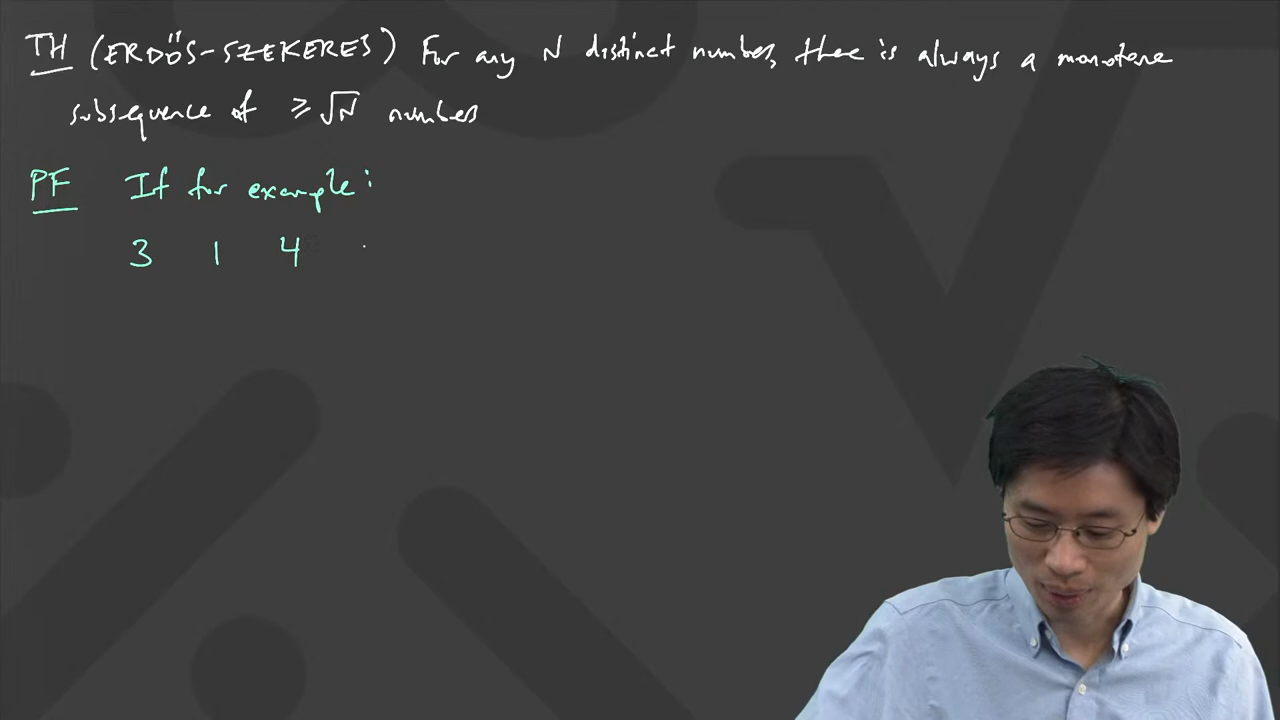 TH (ERDŐS-SZEKERES) For any N distinct numbers, there is always a monotone
subsequence of ≥ √N numbers
PF If for example:
3 1 4